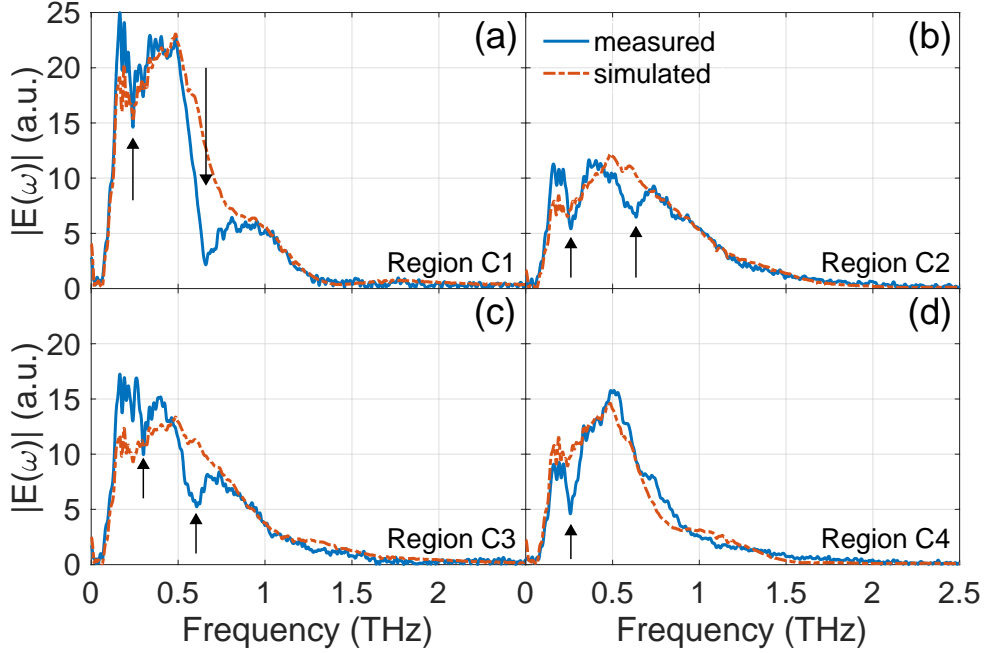 (a)
(b)
measured
simulated
|E(ω)| (a.u.)
25
20
15
10
5
0
Region C1
Region C2
(c)
(d)
|E(ω)| (a.u.)
20
15
10
5
0
Region C3
Region C4
0 0.5 1 1.5 2 0 0.5 1 1.5 2 2.5
Frequency (THz) Frequency (THz)